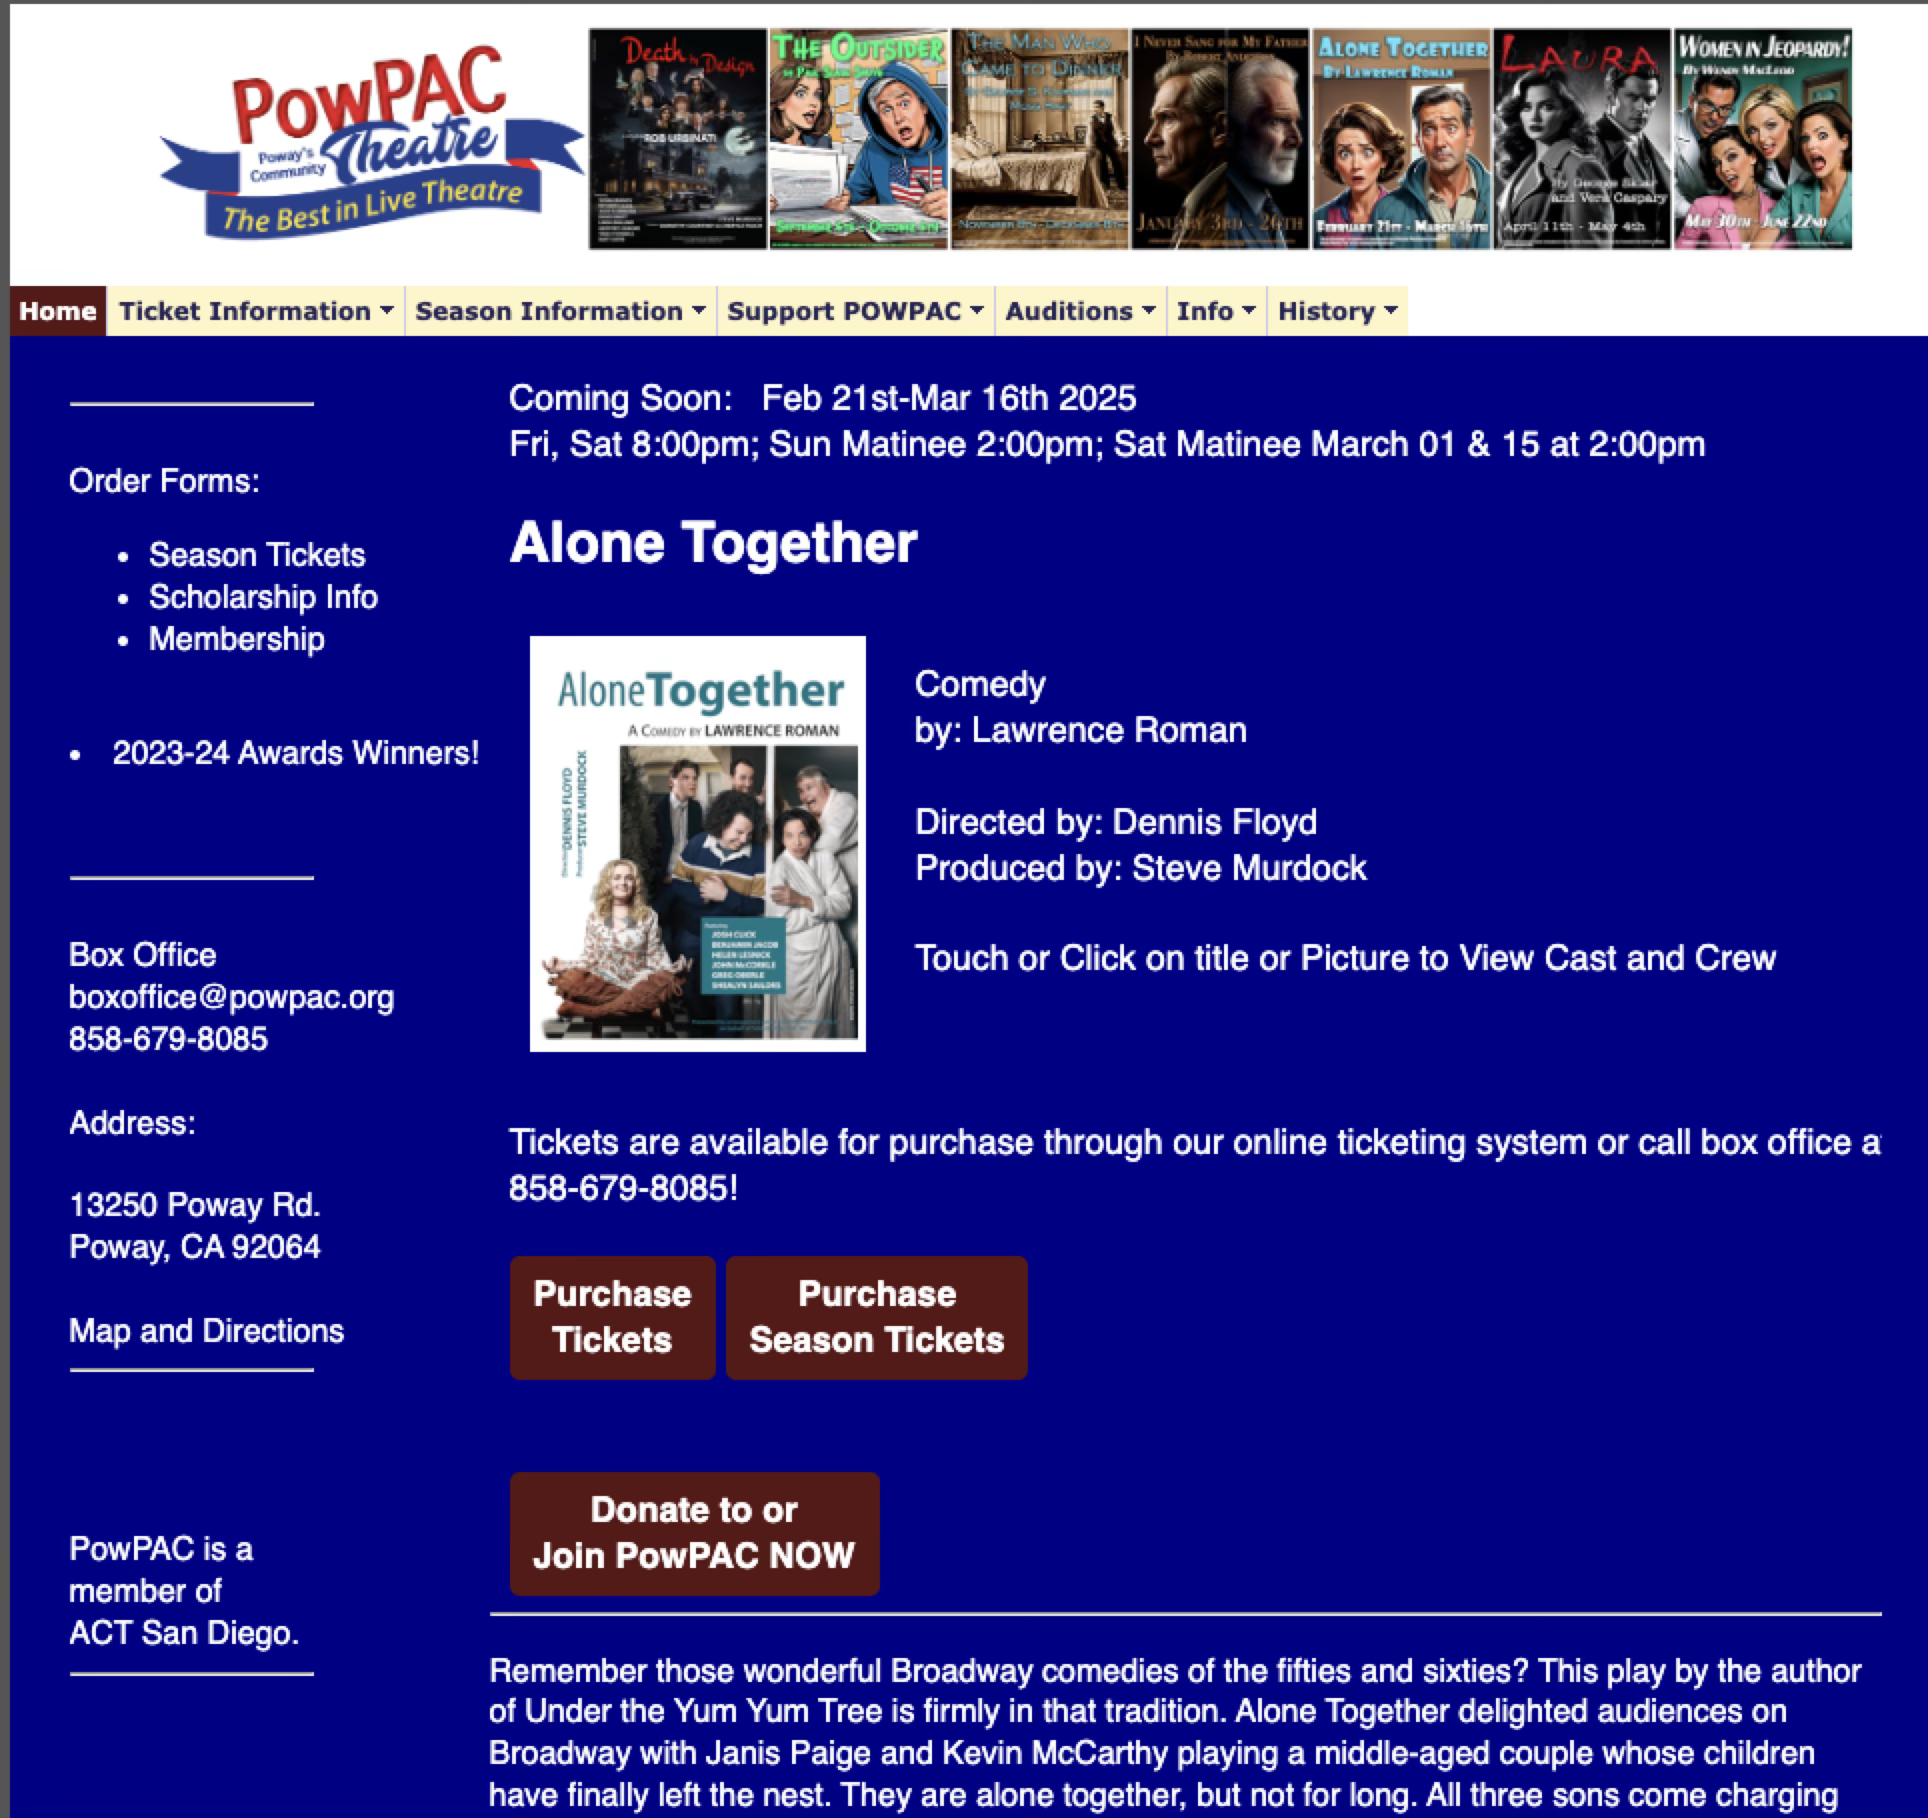 PowPAC
Poway's
Community
Theatre
The Best in Live Theatre
Death by Design
ROB URBINATI
THE OUTSIDER
BY PAUL SLADE SMITH
THE MAN WHO
CAME TO DINNER
I NEVER SANG FOR MY FATHER
BY ROBERT ANDERSON
JANUARY 3RD - 26TH
ALONE TOGETHER
BY LAWRENCE ROMAN
FEBRUARY 21ST - MARCH 16TH
LAURA
By George Sklar
and Vera Caspary
April 11th - May 4th
WOMEN IN JEOPARDY!
BY WENDY MACLEOD
MAY 30TH - JUNE 22ND
Home
Ticket Information
Season Information
Support POWPAC
Auditions
Info
History
Order Forms:
• Season Tickets
• Scholarship Info
• Membership
• 2023-24 Awards Winners!
Box Office
boxoffice@powpac.org
858-679-8085
Address:
13250 Poway Rd.
Poway, CA 92064
Map and Directions
PowPAC is a
member of
ACT San Diego.
Coming Soon: Feb 21st-Mar 16th 2025
Fri, Sat 8:00pm; Sun Matinee 2:00pm; Sat Matinee March 01 & 15 at 2:00pm
Alone Together
AloneTogether
A COMEDY BY LAWRENCE ROMAN
DENNIS FLOYD
STEVE MURDOCK
JOSH CLICK
BENJAMIN JACOB
HELEN LESNICK
JOHN McCORKLE
GREG OBERLE
SHEALYN SAILORS
Comedy
by: Lawrence Roman
Directed by: Dennis Floyd
Produced by: Steve Murdock
Touch or Click on title or Picture to View Cast and Crew
Tickets are available for purchase through our online ticketing system or call box office a
858-679-8085!
Purchase
Tickets
Purchase
Season Tickets
Donate to or
Join PowPAC NOW
Remember those wonderful Broadway comedies of the fifties and sixties? This play by the author
of Under the Yum Yum Tree is firmly in that tradition. Alone Together delighted audiences on
Broadway with Janis Paige and Kevin McCarthy playing a middle-aged couple whose children
have finally left the nest. They are alone together, but not for long. All three sons come charging